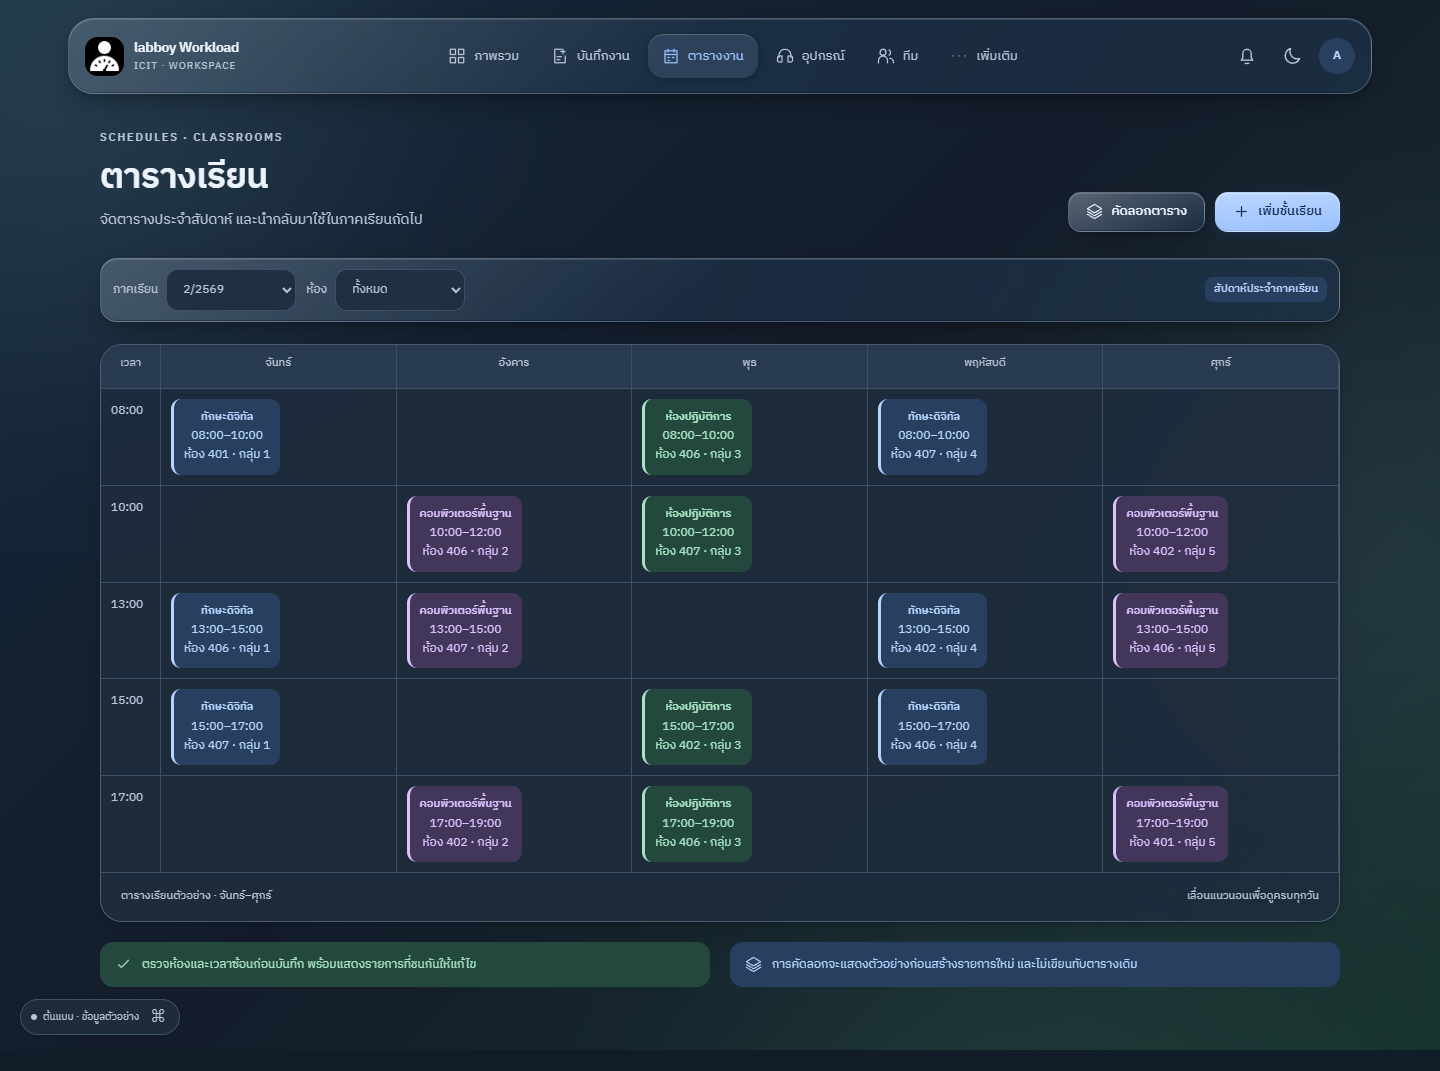 labboy Workload
ICIT · WORKSPACE
ภาพรวม
บันทึกงาน
ตารางงาน
อุปกรณ์
ทีม
··· เพิ่มเติม
A
SCHEDULES · CLASSROOMS
ตารางเรียน
จัดตารางประจำสัปดาห์ และนำกลับมาใช้ในภาคเรียนถัดไป
คัดลอกตาราง
เพิ่มชั้นเรียน
ภาคเรียน 2/2569 ห้อง ทั้งหมด
สัปดาห์ประจำภาคเรียน
เวลา จันทร์ อังคาร พุธ พฤหัสบดี ศุกร์
08:00
ทักษะดิจิทัล
08:00–10:00
ห้อง 401 · กลุ่ม 1
ห้องปฏิบัติการ
08:00–10:00
ห้อง 406 · กลุ่ม 3
ทักษะดิจิทัล
08:00–10:00
ห้อง 407 · กลุ่ม 4
10:00
คอมพิวเตอร์พื้นฐาน
10:00–12:00
ห้อง 406 · กลุ่ม 2
ห้องปฏิบัติการ
10:00–12:00
ห้อง 407 · กลุ่ม 3
คอมพิวเตอร์พื้นฐาน
10:00–12:00
ห้อง 402 · กลุ่ม 5
13:00
ทักษะดิจิทัล
13:00–15:00
ห้อง 406 · กลุ่ม 1
คอมพิวเตอร์พื้นฐาน
13:00–15:00
ห้อง 407 · กลุ่ม 2
ทักษะดิจิทัล
13:00–15:00
ห้อง 402 · กลุ่ม 4
คอมพิวเตอร์พื้นฐาน
13:00–15:00
ห้อง 406 · กลุ่ม 5
15:00
ทักษะดิจิทัล
15:00–17:00
ห้อง 407 · กลุ่ม 1
ห้องปฏิบัติการ
15:00–17:00
ห้อง 402 · กลุ่ม 3
ทักษะดิจิทัล
15:00–17:00
ห้อง 406 · กลุ่ม 4
17:00
คอมพิวเตอร์พื้นฐาน
17:00–19:00
ห้อง 402 · กลุ่ม 2
ห้องปฏิบัติการ
17:00–19:00
ห้อง 406 · กลุ่ม 3
คอมพิวเตอร์พื้นฐาน
17:00–19:00
ห้อง 401 · กลุ่ม 5
ตารางเรียนตัวอย่าง · จันทร์–ศุกร์
เลื่อนแนวนอนเพื่อดูครบทุกวัน
ตรวจห้องและเวลาซ้อนก่อนบันทึก พร้อมแสดงรายการที่ชนกันให้แก้ไข
การคัดลอกจะแสดงตัวอย่างก่อนสร้างรายการใหม่ และไม่เขียนทับตารางเดิม
ต้นแบบ · ข้อมูลตัวอย่าง ⌘